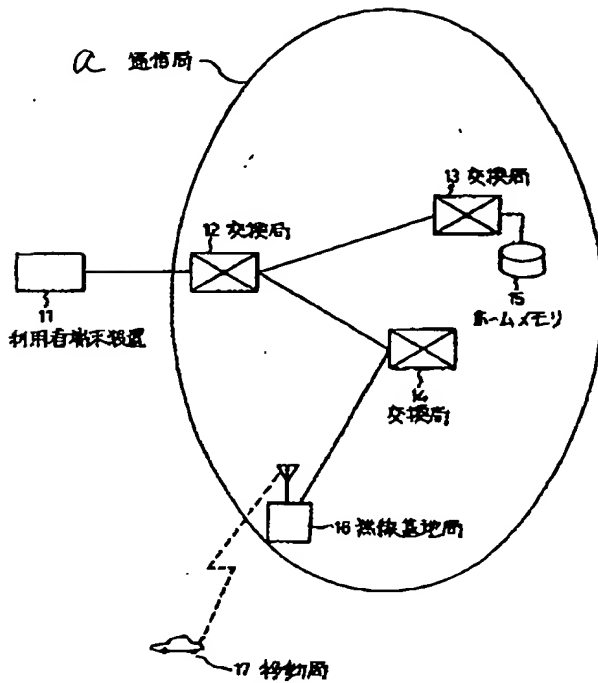 a 通信局
13 交換局
12 交換局
11
利用者端末装置
15
ホームメモリ
14
交換局
16 無線基地局
17 移動局